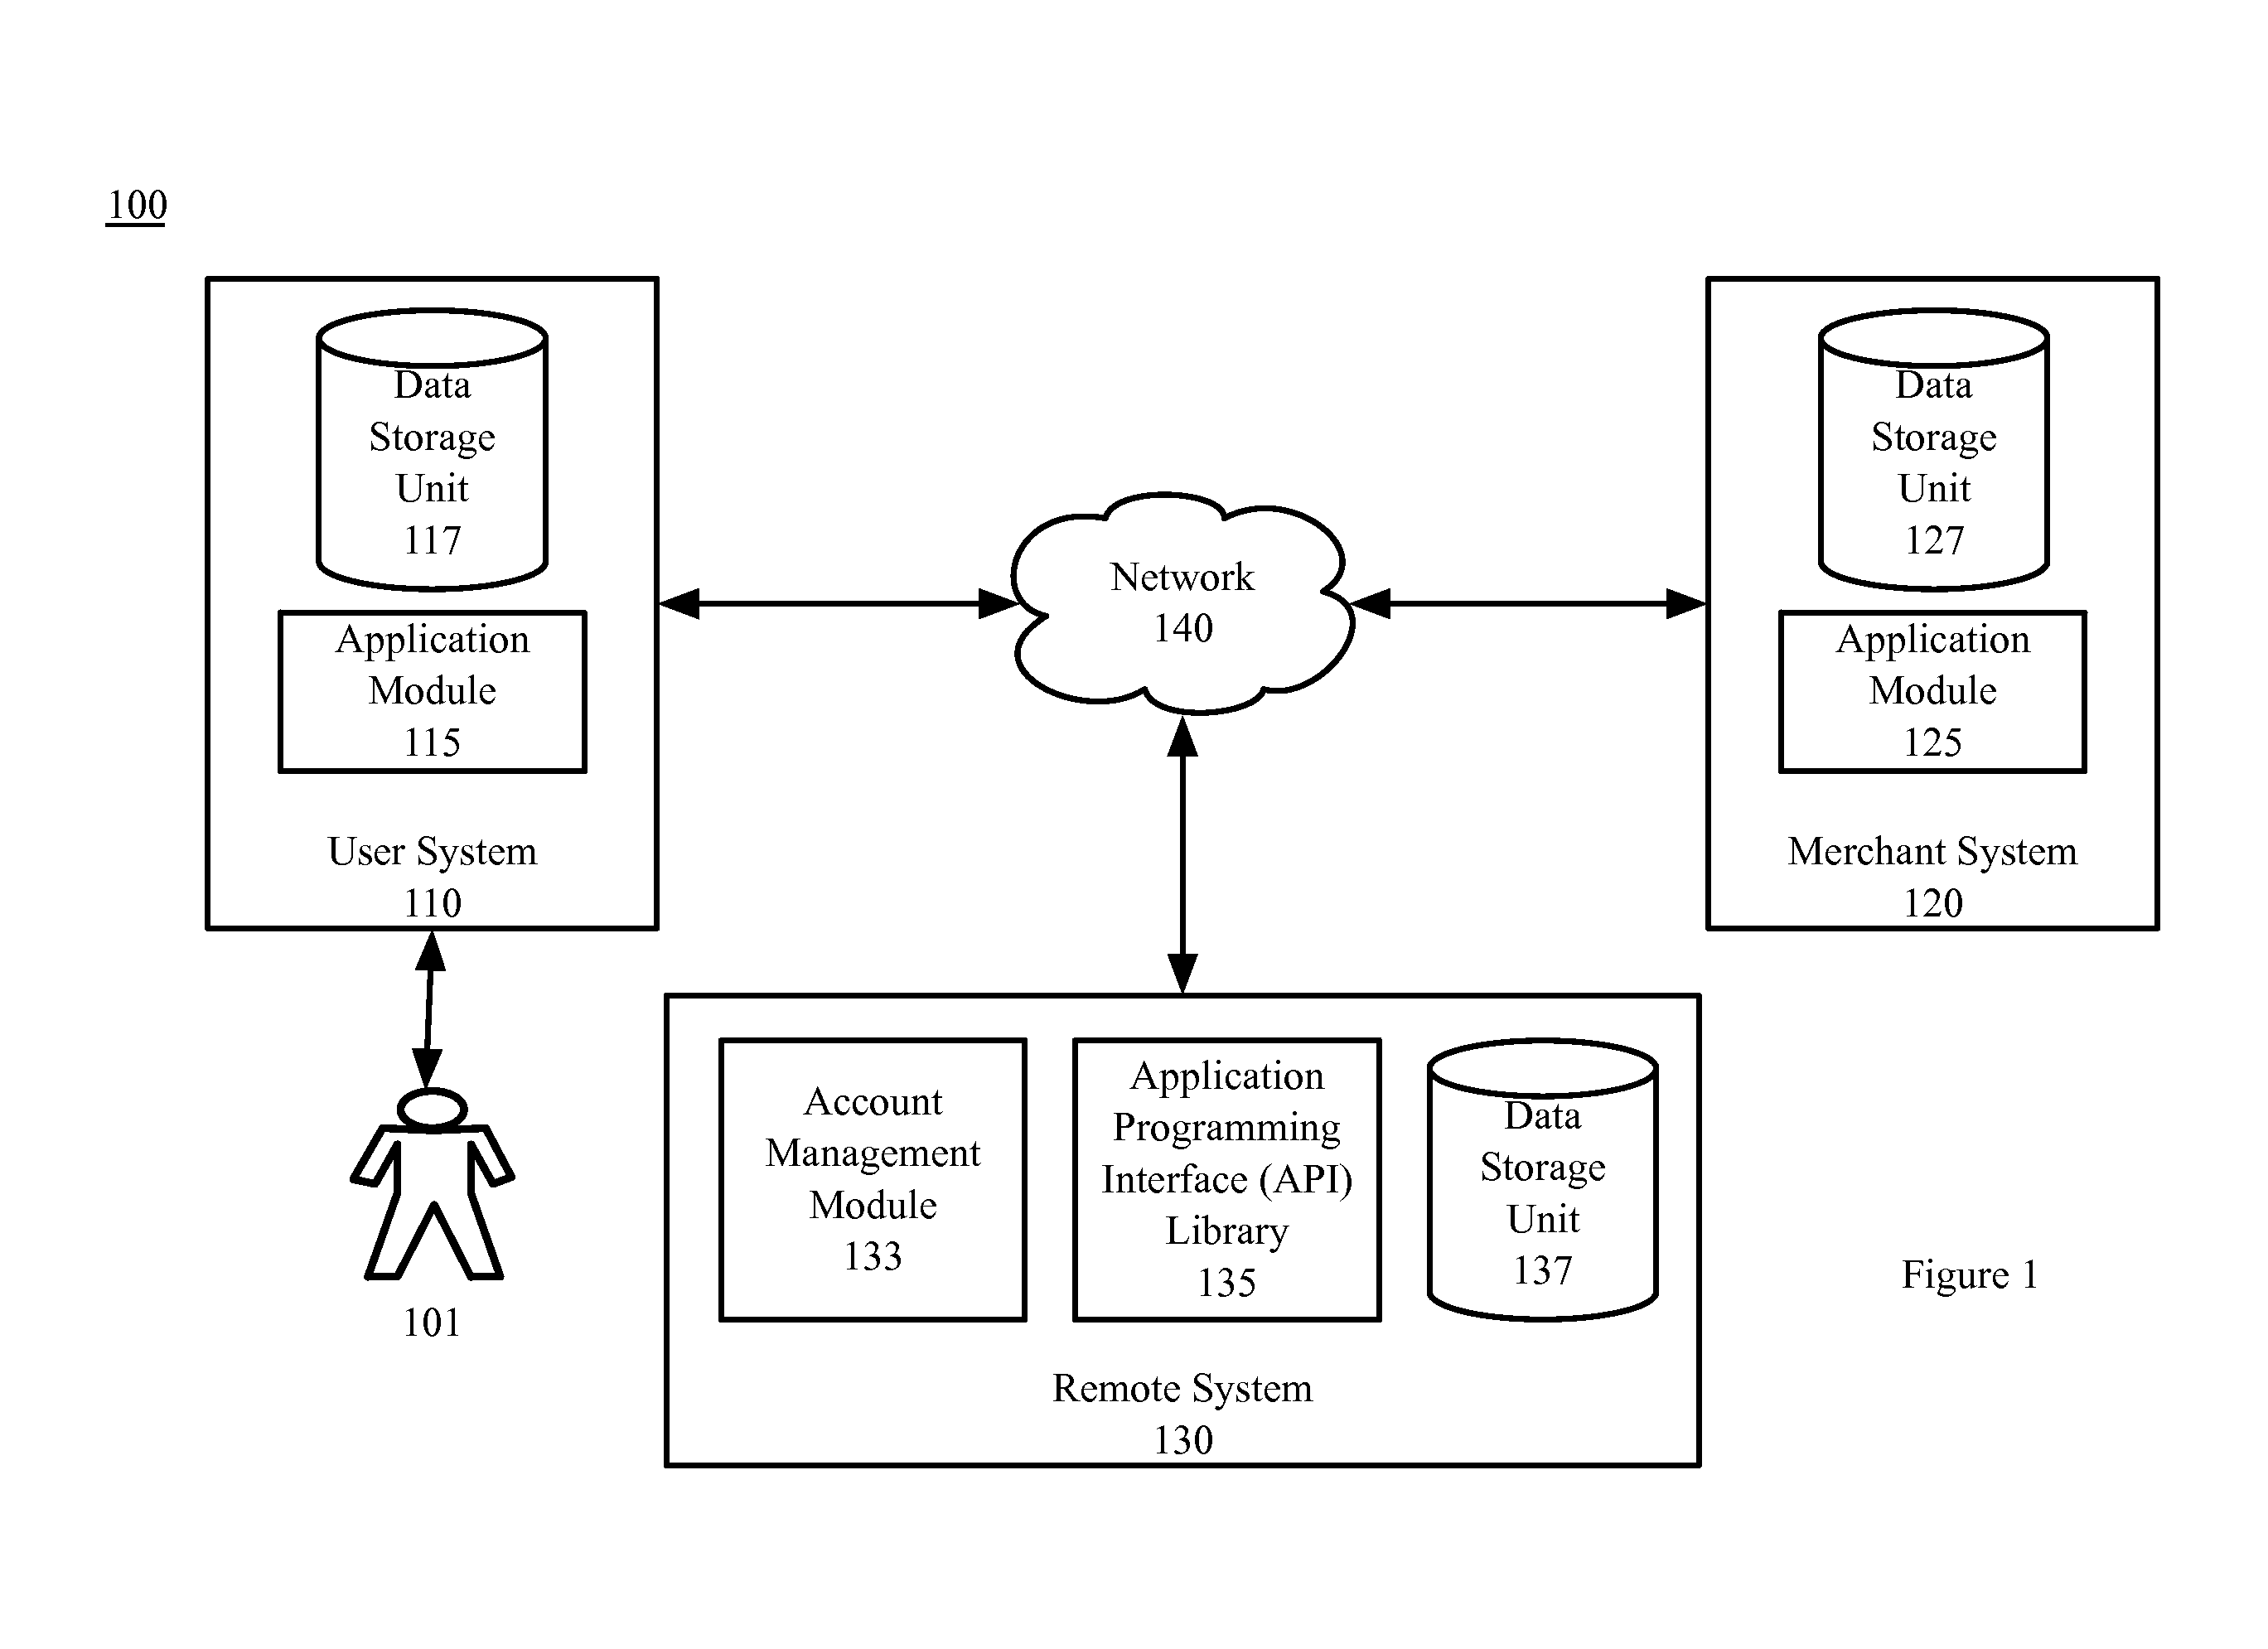 100
Data
Storage
Unit
117
Application
Module
115
User System
110
Network
140
Data
Storage
Unit
127
Application
Module
125
Merchant System
120
101
Account
Management
Module
133
Application
Programming
Interface (API)
Library
135
Data
Storage
Unit
137
Remote System
130
Figure 1